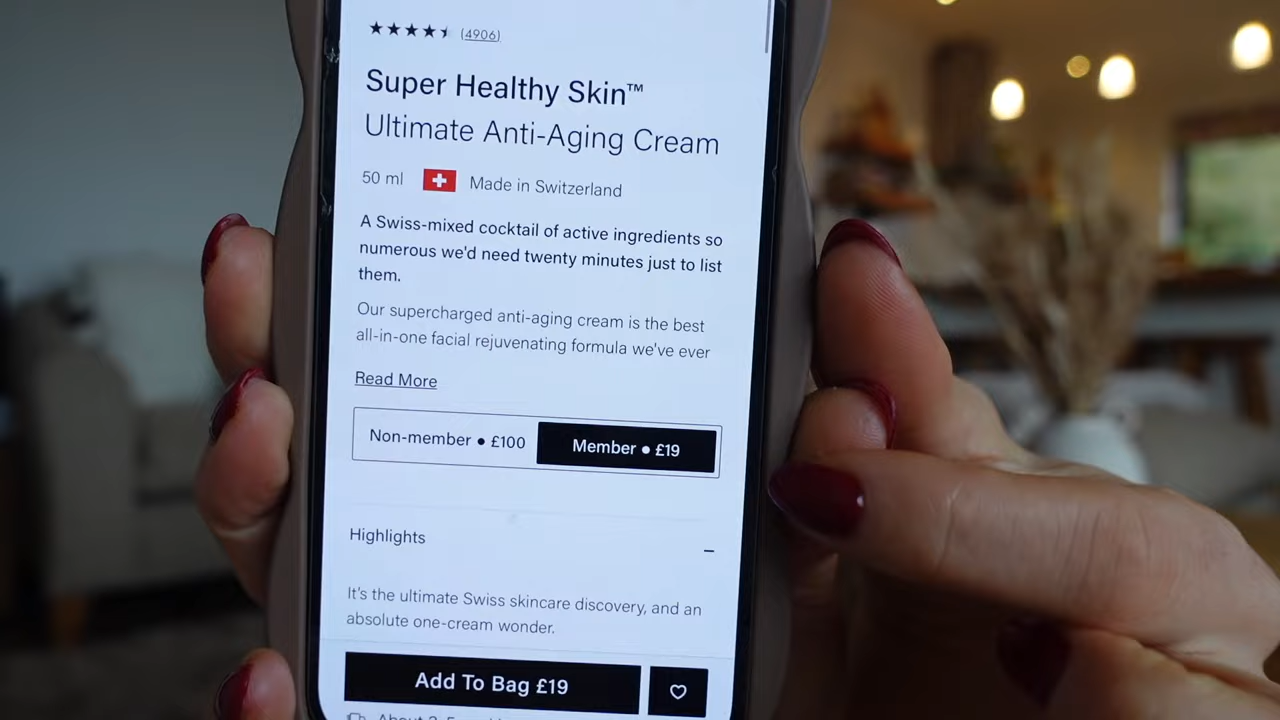 (4906)
Super Healthy Skin™
Ultimate Anti-Aging Cream
50 ml Made in Switzerland
A Swiss-mixed cocktail of active ingredients so
numerous we'd need twenty minutes just to list
them.
Our supercharged anti-aging cream is the best
all-in-one facial rejuvenating formula we've ever
Read More
Non-member • £100 Member • £19
Highlights
It's the ultimate Swiss skincare discovery, and an
absolute one-cream wonder.
Add To Bag £19